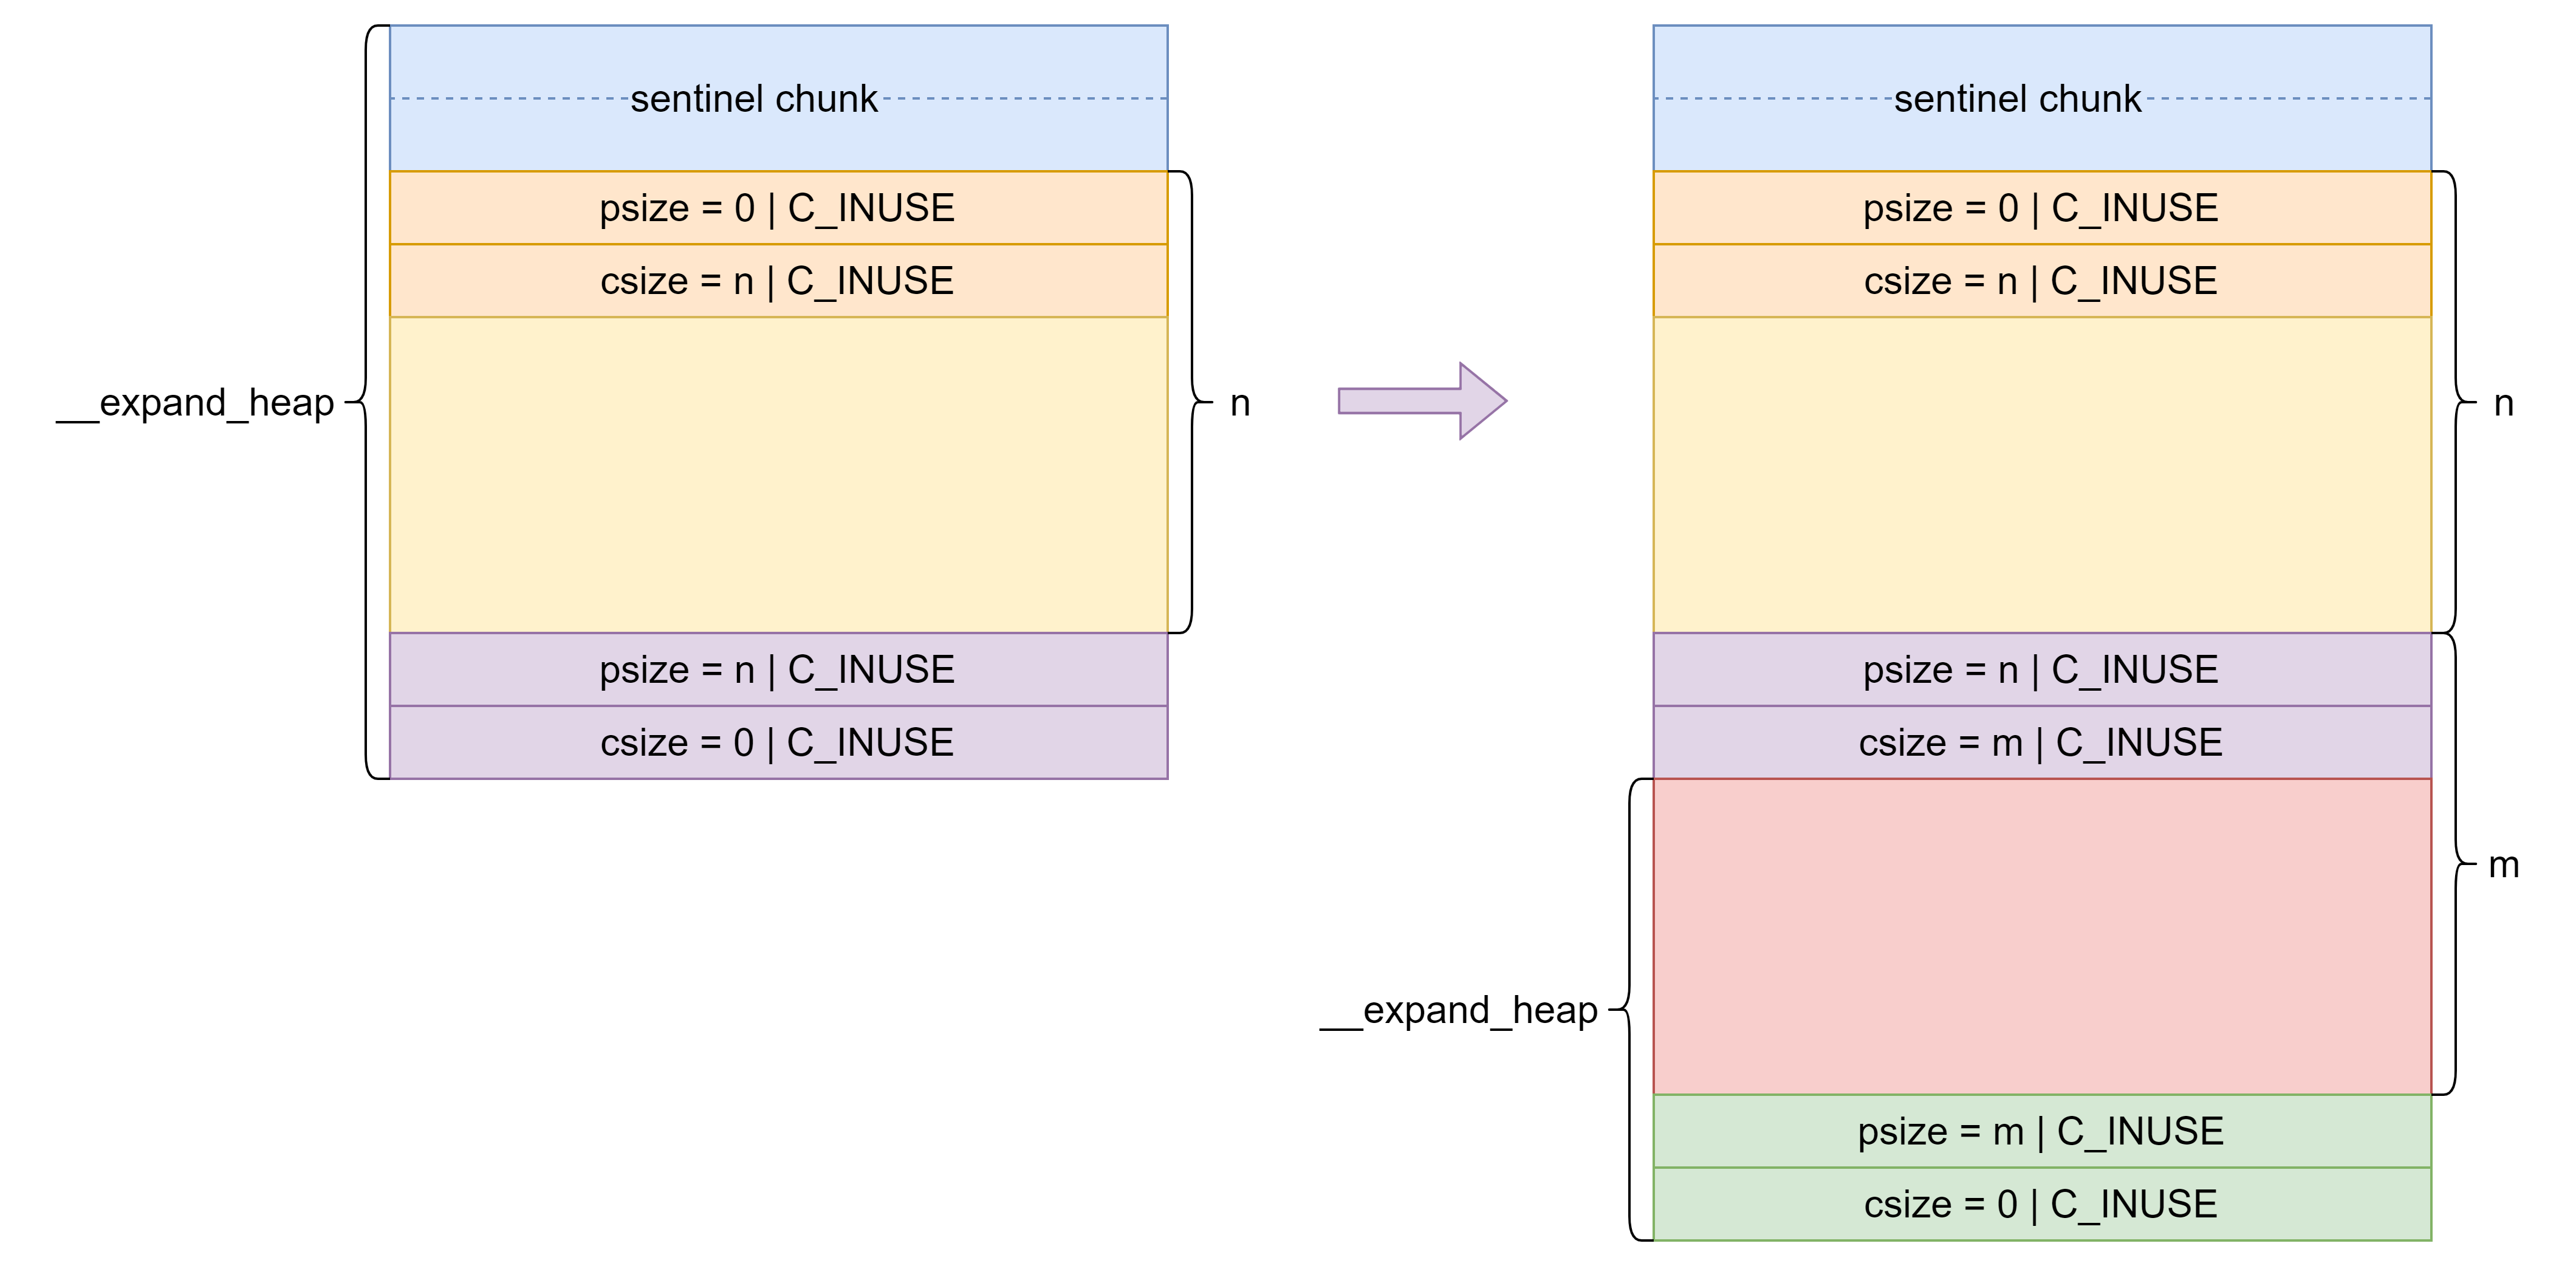 sentinel chunk
psize = 0 | C_INUSE
csize = n | C_INUSE
__expand_heap
n
psize = n | C_INUSE
csize = 0 | C_INUSE
sentinel chunk
psize = 0 | C_INUSE
csize = n | C_INUSE
n
psize = n | C_INUSE
csize = m | C_INUSE
m
__expand_heap
psize = m | C_INUSE
csize = 0 | C_INUSE